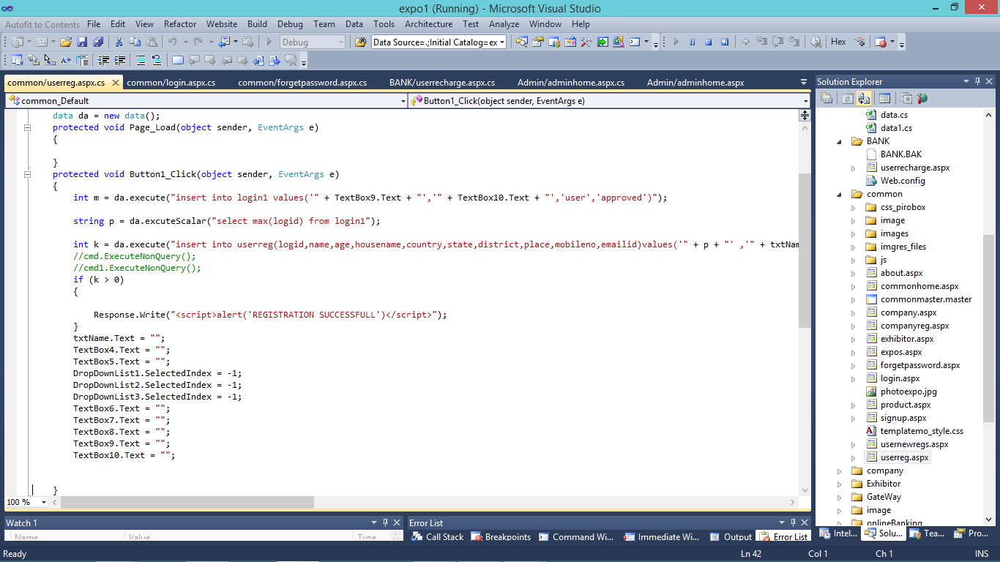 expo1 (Running) - Microsoft Visual Studio
Autofit to Contents File Edit View Refactor Website Build Debug Team Data Tools Architecture Test Analyze Window Help
Debug Data Source=.;Initial Catalog=ex Hex
common/userreg.aspx.cs common/login.aspx.cs common/forgetpassword.aspx.cs BANK/userrecharge.aspx.cs Admin/adminhome.aspx.cs Admin/adminhome.aspx
common_Default Button1_Click(object sender, EventArgs e)
data da = new data();
protected void Page_Load(object sender, EventArgs e)
{
}
protected void Button1_Click(object sender, EventArgs e)
{
int m = da.execute("insert into login1 values('" + TextBox9.Text + "','" + TextBox10.Text + "','user','approved')");
string p = da.excuteScalar("select max(logid) from login1");
int k = da.execute("insert into userreg(logid,name,age,housename,country,state,district,place,mobileno,emailid)values('" + p + "' ,'" + txtNam
//cmd.ExecuteNonQuery();
//cmd1.ExecuteNonQuery();
if (k > 0)
{
Response.Write("<script>alert('REGISTRATION SUCCESSFULL')</script>");
}
txtName.Text = "";
TextBox4.Text = "";
TextBox5.Text = "";
DropDownList1.SelectedIndex = -1;
DropDownList2.SelectedIndex = -1;
DropDownList3.SelectedIndex = -1;
TextBox6.Text = "";
TextBox7.Text = "";
TextBox8.Text = "";
TextBox9.Text = "";
TextBox10.Text = "";
}
100 %
Solution Explorer
data.cs
data1.cs
BANK
BANK.BAK
userrecharge.aspx
Web.config
common
css_pirobox
image
images
imgres_files
js
about.aspx
commonhome.aspx
commonmaster.master
company.aspx
companyreg.aspx
exhibitor.aspx
expos.aspx
forgetpassword.aspx
login.aspx
photoexpo.jpg
product.aspx
signup.aspx
templatemo_style.css
usernewregs.aspx
userreg.aspx
company
Exhibitor
GateWay
image
onlineBanking
Intel... Solu... Tea... Pro...
Watch 1
Name Value Type
Error List
Call Stack Breakpoints Command Wi... Immediate Wi... Output Error List
Ready Ln 42 Col 1 Ch 1 INS